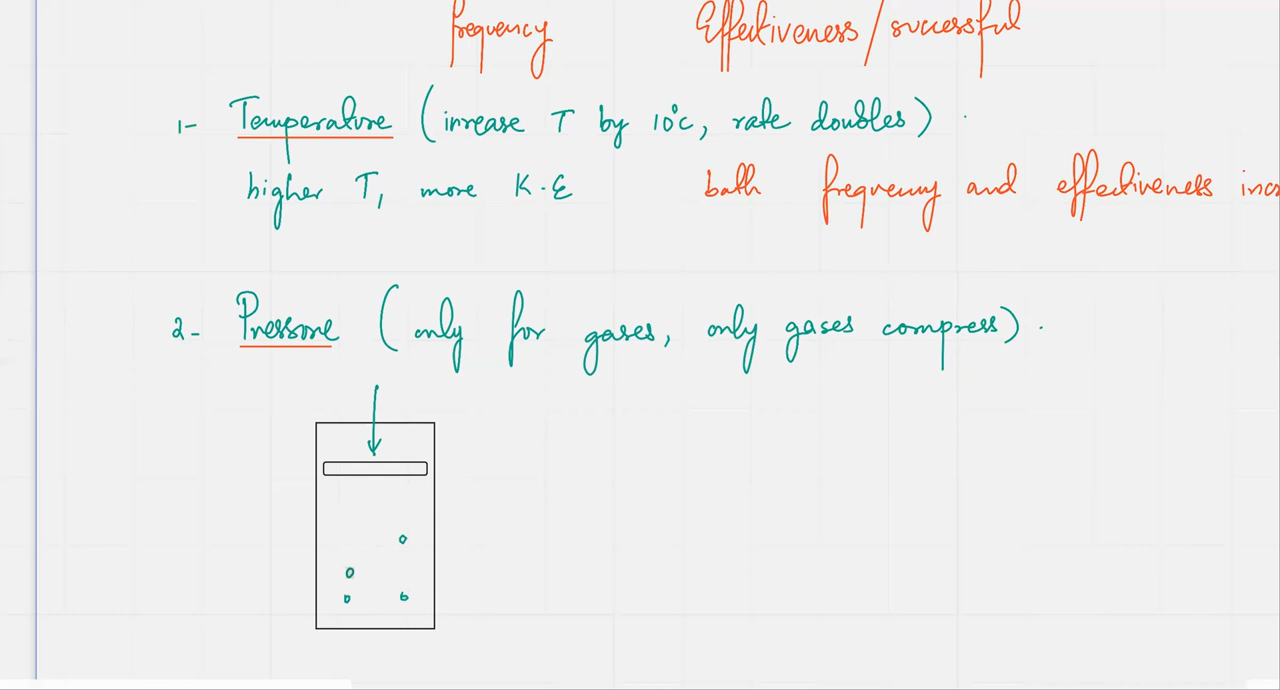 frequency Effectiveness/successful
1- Temperature (increase T by 10°C, rate doubles).
higher T, more K.E both frequency and effectiveness incr
2- Pressure (only for gases, only gases compress).